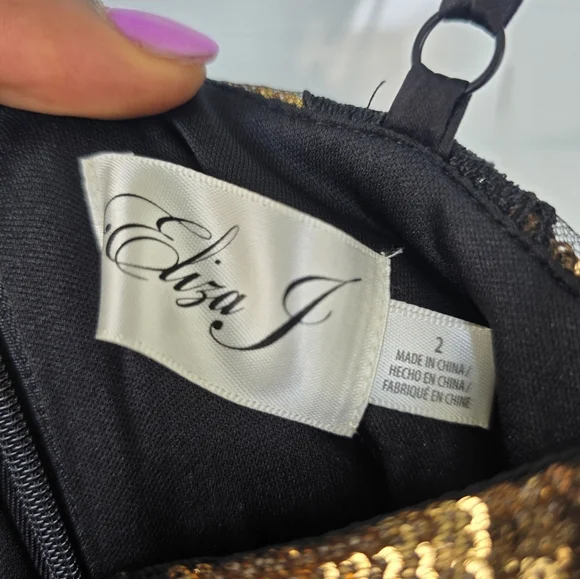 Eliza J
2
MADE IN CHINA /
HECHO EN CHINA /
FABRIQUÉ EN CHINE